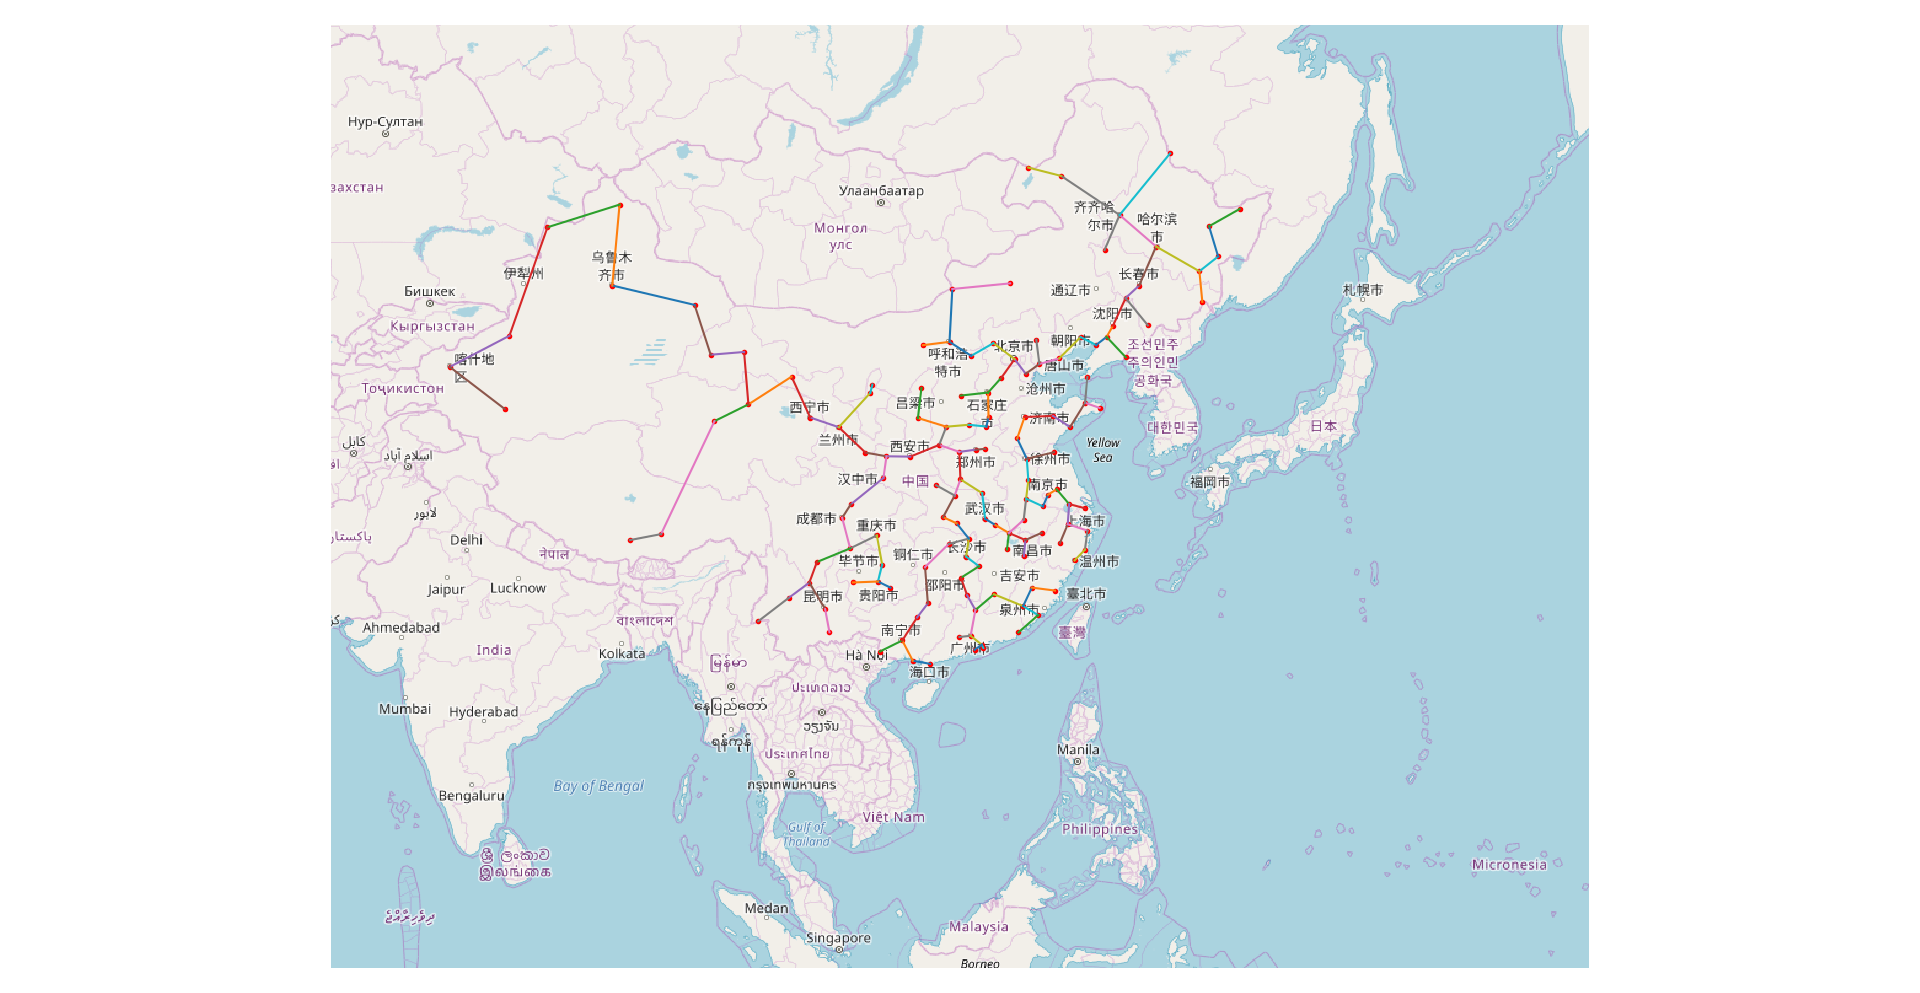 Нур-Султан
захстан
Улаанбаатар
Монгол
улс
齐齐哈
尔市
哈尔滨
市
乌鲁木
齐市
伊犁州
Бишкек
Кыргызстан
长春市
通辽市
沈阳市
札幌市
朝阳市
北京市
呼和浩
特市
唐山市
조선민주
주의인민
공화국
喀什地
区
Тоҷикистон
沧州市
西宁市
吕梁市
石家庄
市
济南市
대한민국
日本
兰州市
西安市
Yellow
Sea
کابل
اسلام آباد
郑州市
徐州市
汉中市
中国
南京市
福岡市
لاہور
成都市
重庆市
武汉市
上海市
پاکستان
Delhi
नेपाल
毕节市
铜仁市
长沙市
南昌市
温州市
Jaipur
Lucknow
吉安市
邵阳市
昆明市
贵阳市
臺北市
泉州市
বাংলাদেশ
Ahmedabad
南宁市
臺灣
India
Kolkata
Hà Nội
广州市
မြန်မာ
海口市
ປະເທດລາວ
Mumbai
Hyderabad
နေပြည်တော်
ວຽງຈັນ
ရန်ကုန်
ประเทศไทย
Manila
Bay of Bengal
กรุงเทพมหานคร
Bengaluru
Việt Nam
Gulf of
Thailand
Philippines
ශ්‍රී ලංකාව
இலங்கை
Micronesia
Medan
ދިވެހިރާއްޖެ
Malaysia
Singapore
Borneo